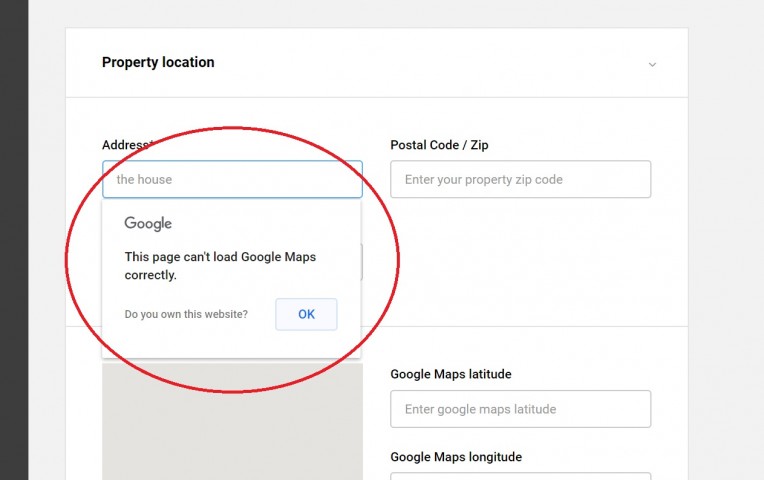 Property location
Address*
Postal Code / Zip
the house
Enter your property zip code
Google
This page can't load Google Maps
correctly.
Do you own this website?
OK
Google Maps latitude
Enter google maps latitude
Google Maps longitude